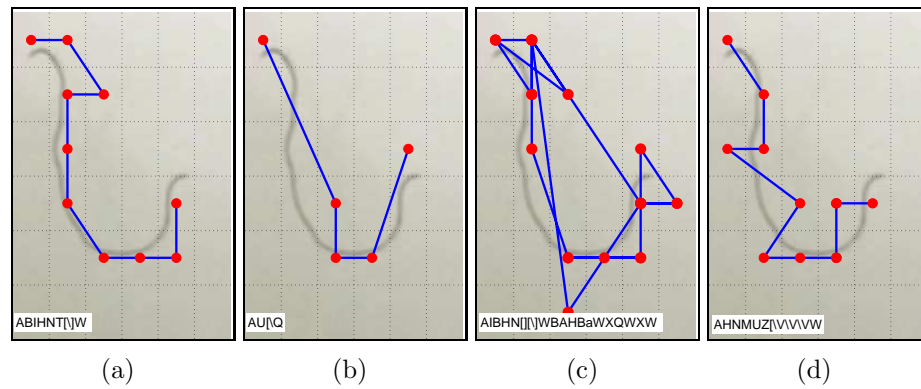 ABIHNT[\]W
AU[\Q
AIBHN[][\]WBAHBaWXQWXW
AHNMUZ[\V\V\VW
(a)
(b)
(c)
(d)